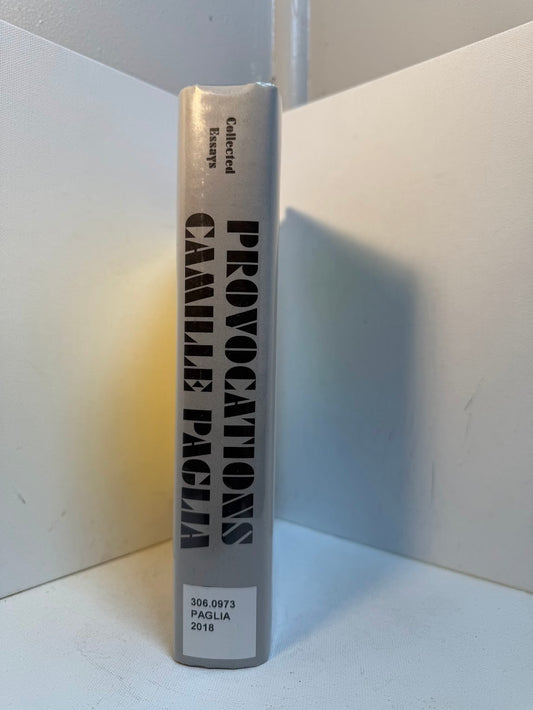 Collected
Essays
PROVOCATIONS
CAMILLE PAGLIA
306.0973
PAGLIA
2018